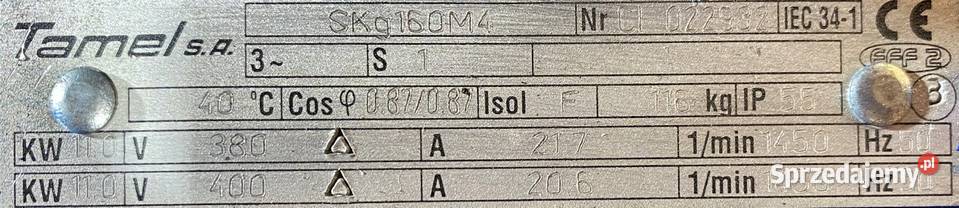 Tamel s.a. SKg160M4 Nr IEC 34-1 CE
3~ S 1 EFF 2
40 °C Cos φ 0.87/0.87 Isol F 116 kg IP 55 3
KW 11.0 V 380 △ A 21.7 1/min 1450 Hz 50
KW 11.0 V 400 △ A 20.6 1/min Hz
Sprzedajemy.pl